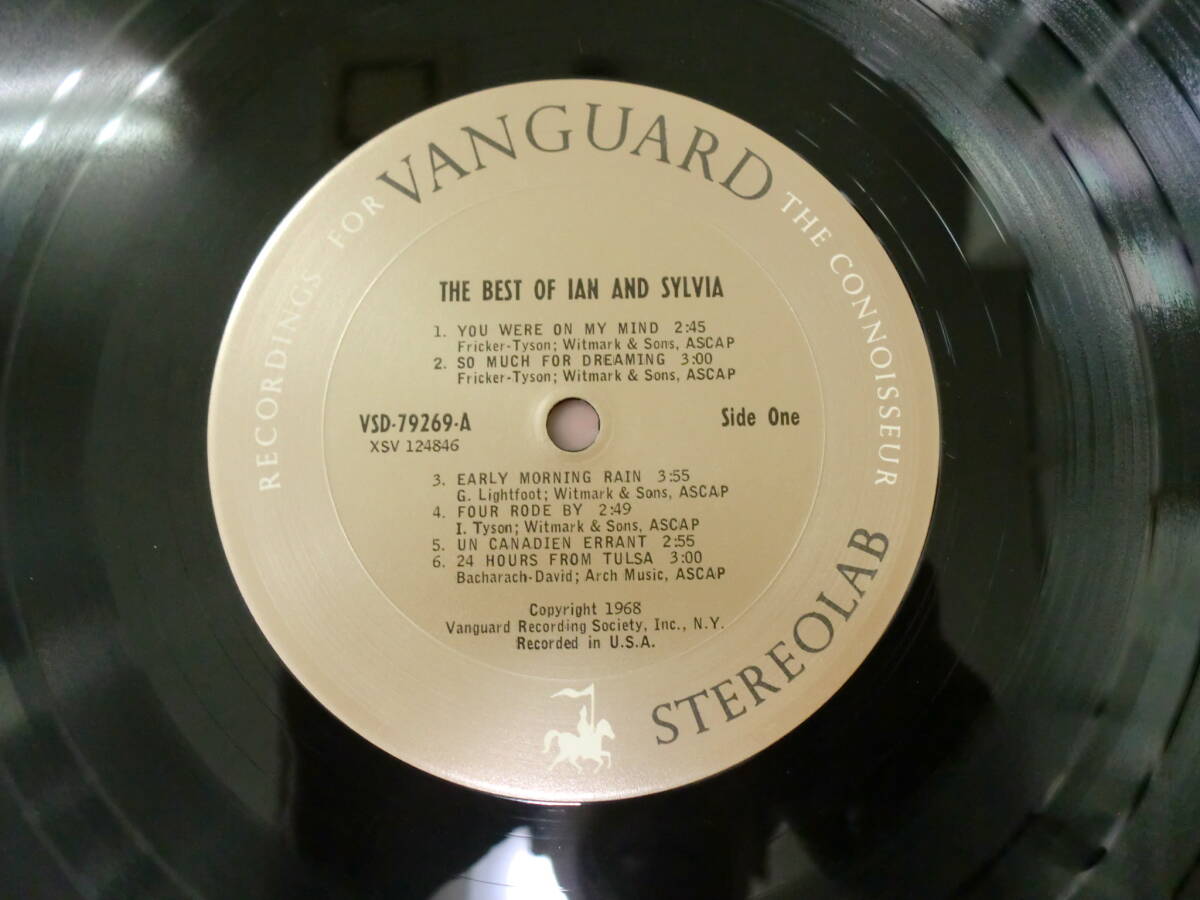 RECORDINGS FOR VANGUARD THE CONNOISSEUR
THE BEST OF IAN AND SYLVIA
1. YOU WERE ON MY MIND 2:45
Fricker-Tyson; Witmark & Sons, ASCAP
2. SO MUCH FOR DREAMING 3:00
Fricker-Tyson; Witmark & Sons, ASCAP
VSD-79269-A
XSV 124846
Side One
3. EARLY MORNING RAIN 3:55
G. Lightfoot; Witmark & Sons, ASCAP
4. FOUR RODE BY 2:49
I. Tyson; Witmark & Sons, ASCAP
5. UN CANADIEN ERRANT 2:55
6. 24 HOURS FROM TULSA 3:00
Bacharach-David; Arch Music, ASCAP
Copyright 1968
Vanguard Recording Society, Inc., N.Y.
Recorded in U.S.A.
STEREOLAB